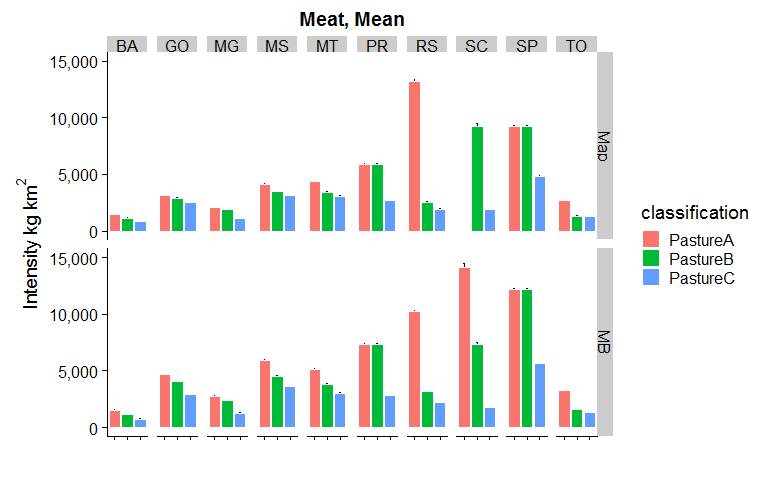 Meat, Mean
BA GO MG MS MT PR RS SC SP TO
15,000
10,000
5,000
0
Map
15,000
10,000
5,000
0
MB
Intensity kg km²
classification
PastureA
PastureB
PastureC